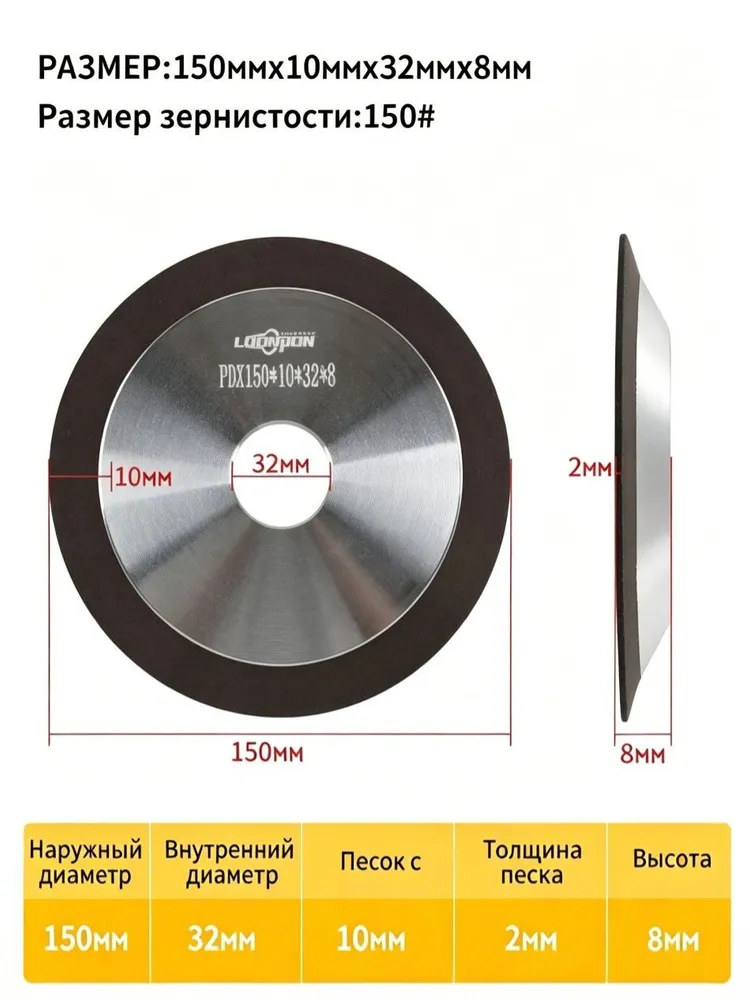 РАЗМЕР:150ммx10ммx32ммx8мм
Размер зернистости:150#
LOONPON
PDX150*10*32*8
10мм
32мм
2мм
150мм
8мм
Наружный диаметр
Внутренний диаметр
Песок с
Толщина песка
Высота
150мм
32мм
10мм
2мм
8мм